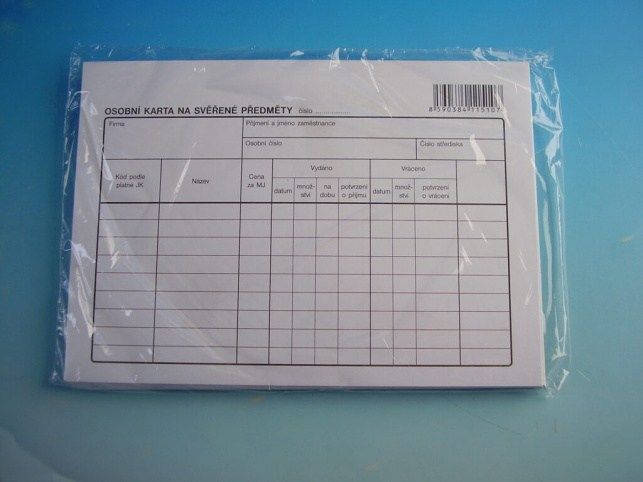 OSOBNÍ KARTA NA SVĚŘENÉ PŘEDMĚTY číslo ................
8 590384 115107
Firma
Příjmení a jméno zaměstnance
Osobní číslo
Číslo střediska
Kód podle platné JK
Název
Cena za MJ
Vydáno
Vráceno
datum
množ-
ství
na dobu
potvrzení o příjmu
datum
množ-
ství
potvrzení o vrácení